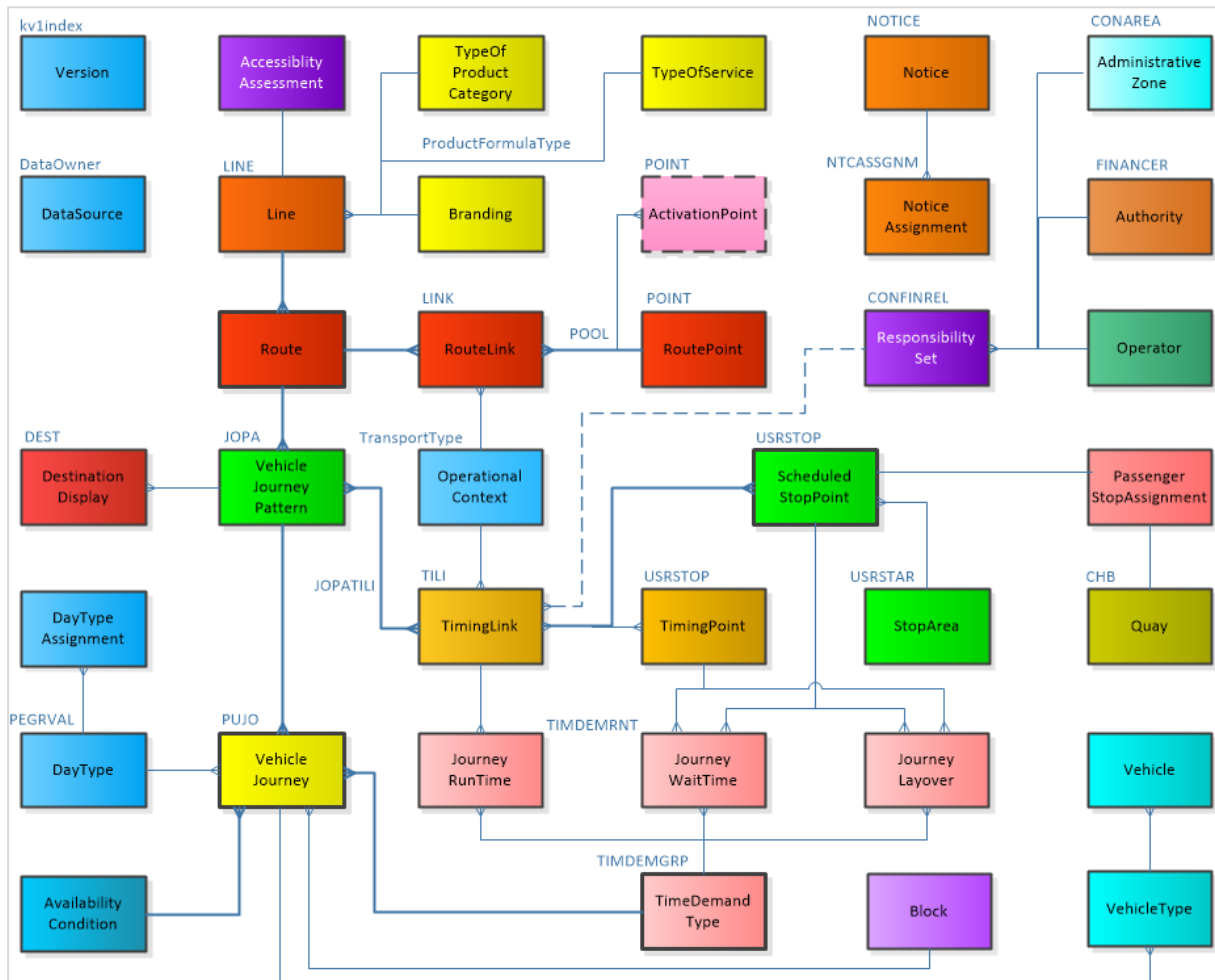 kv1index
NOTICE
CONAREA
Version
Accessiblity
Assessment
TypeOf
Product
Category
TypeOfService
Notice
Administrative
Zone
DataOwner
LINE
ProductFormulaType
POINT
NTCASSGNM
FINANCER
DataSource
Line
Branding
ActivationPoint
Notice
Assignment
Authority
LINK
POOL
POINT
CONFINREL
Route
RouteLink
RoutePoint
Responsibility
Set
Operator
DEST
JOPA
TransportType
USRSTOP
Destination
Display
Vehicle
Journey
Pattern
Operational
Context
Scheduled
StopPoint
Passenger
StopAssignment
JOPATILI
TILI
USRSTOP
USRSTAR
CHB
DayType
Assignment
TimingLink
TimingPoint
StopArea
Quay
PEGRVAL
PUJO
TIMDEMRNT
DayType
Vehicle
Journey
Journey
RunTime
Journey
WaitTime
Journey
Layover
Vehicle
TIMDEMGRP
Availability
Condition
TimeDemand
Type
Block
VehicleType